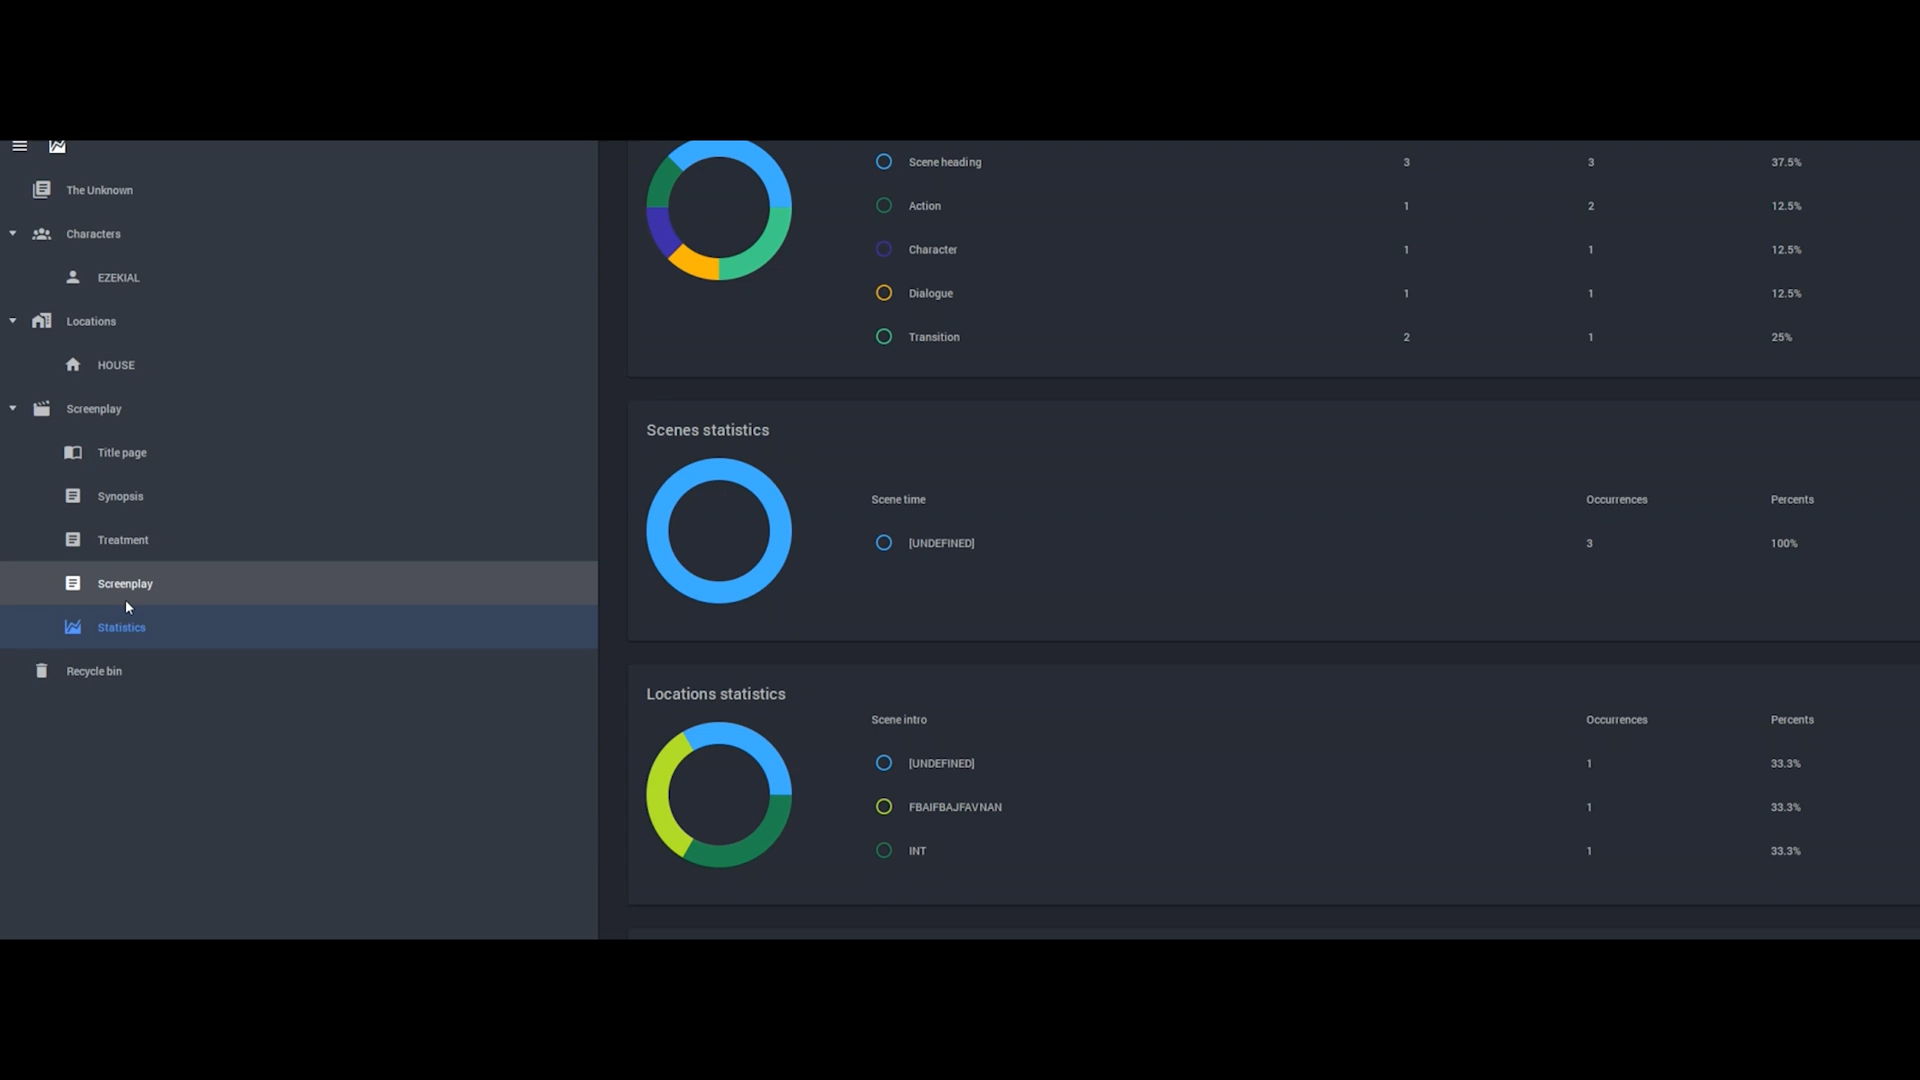 The Unknown
Characters
EZEKIAL
Locations
HOUSE
Screenplay
Title page
Synopsis
Treatment
Screenplay
Statistics
Recycle bin
Scene heading 3 3 37.5%
Action 1 2 12.5%
Character 1 1 12.5%
Dialogue 1 1 12.5%
Transition 2 1 25%
Scenes statistics
Scene time Occurrences Percents
[UNDEFINED] 3 100%
Locations statistics
Scene intro Occurrences Percents
[UNDEFINED] 1 33.3%
FBAIFBAJFAVNAN 1 33.3%
INT 1 33.3%